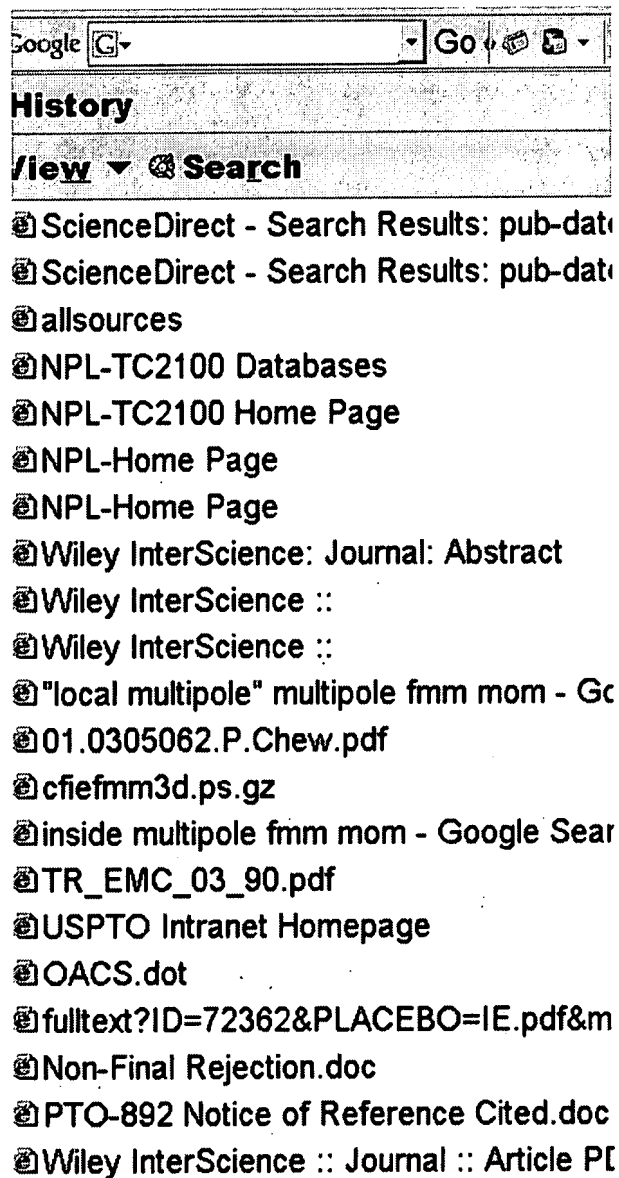 Google G Go
History
View Search
ScienceDirect - Search Results: pub-dat
ScienceDirect - Search Results: pub-dat
allsources
NPL-TC2100 Databases
NPL-TC2100 Home Page
NPL-Home Page
NPL-Home Page
Wiley InterScience: Journal: Abstract
Wiley InterScience ::
Wiley InterScience ::
"local multipole" multipole fmm mom - Go
01.0305062.P.Chew.pdf
cfiefmm3d.ps.gz
inside multipole fmm mom - Google Sear
TR_EMC_03_90.pdf
USPTO Intranet Homepage
OACS.dot
fulltext?ID=72362&PLACEBO=IE.pdf&m
Non-Final Rejection.doc
PTO-892 Notice of Reference Cited.doc
Wiley InterScience :: Journal :: Article PD